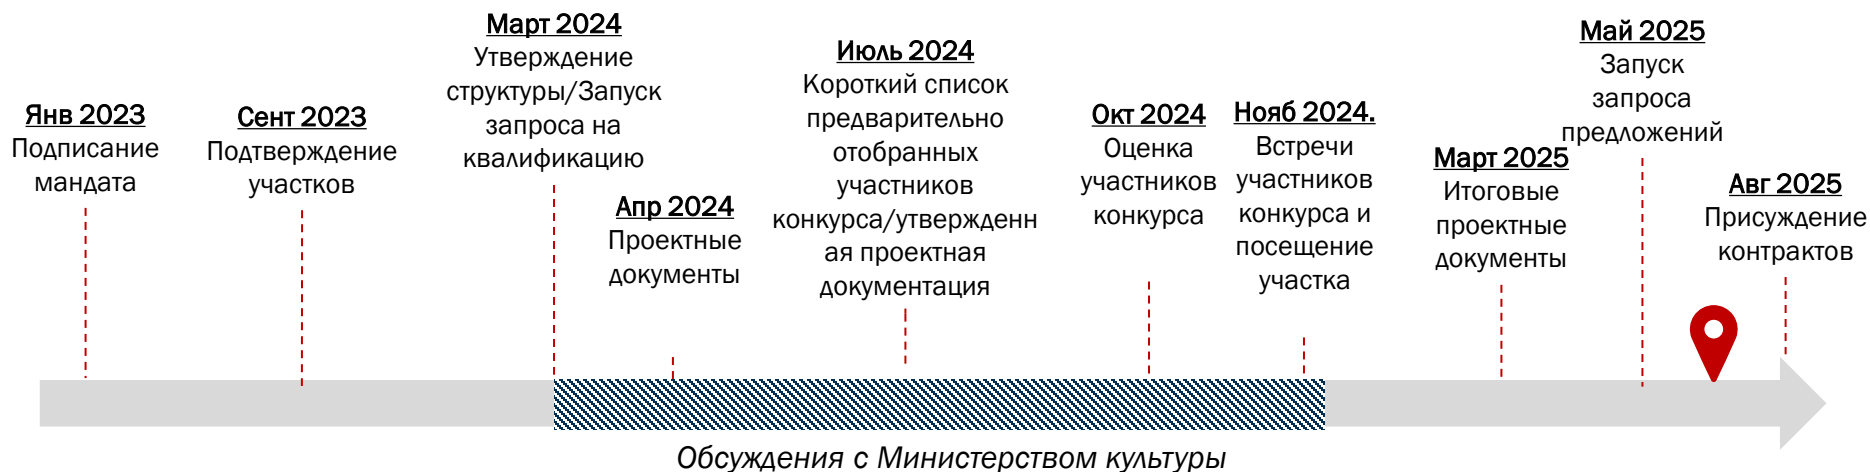 Янв 2023
Подписание
мандата
Сент 2023
Подтверждение
участков
Март 2024
Утверждение
структуры/Запуск
запроса на
квалификацию
Апр 2024
Проектные
документы
Июль 2024
Короткий список
предварительно
отобранных
участников
конкурса/утвержденн
ая проектная
документация
Окт 2024
Оценка
участников
конкурса
Нояб 2024.
Встречи
участников
конкурса и
посещение
участка
Март 2025
Итоговые
проектные
документы
Май 2025
Запуск
запроса
предложений
Авг 2025
Присуждение
контрактов
Обсуждения с Министерством культуры